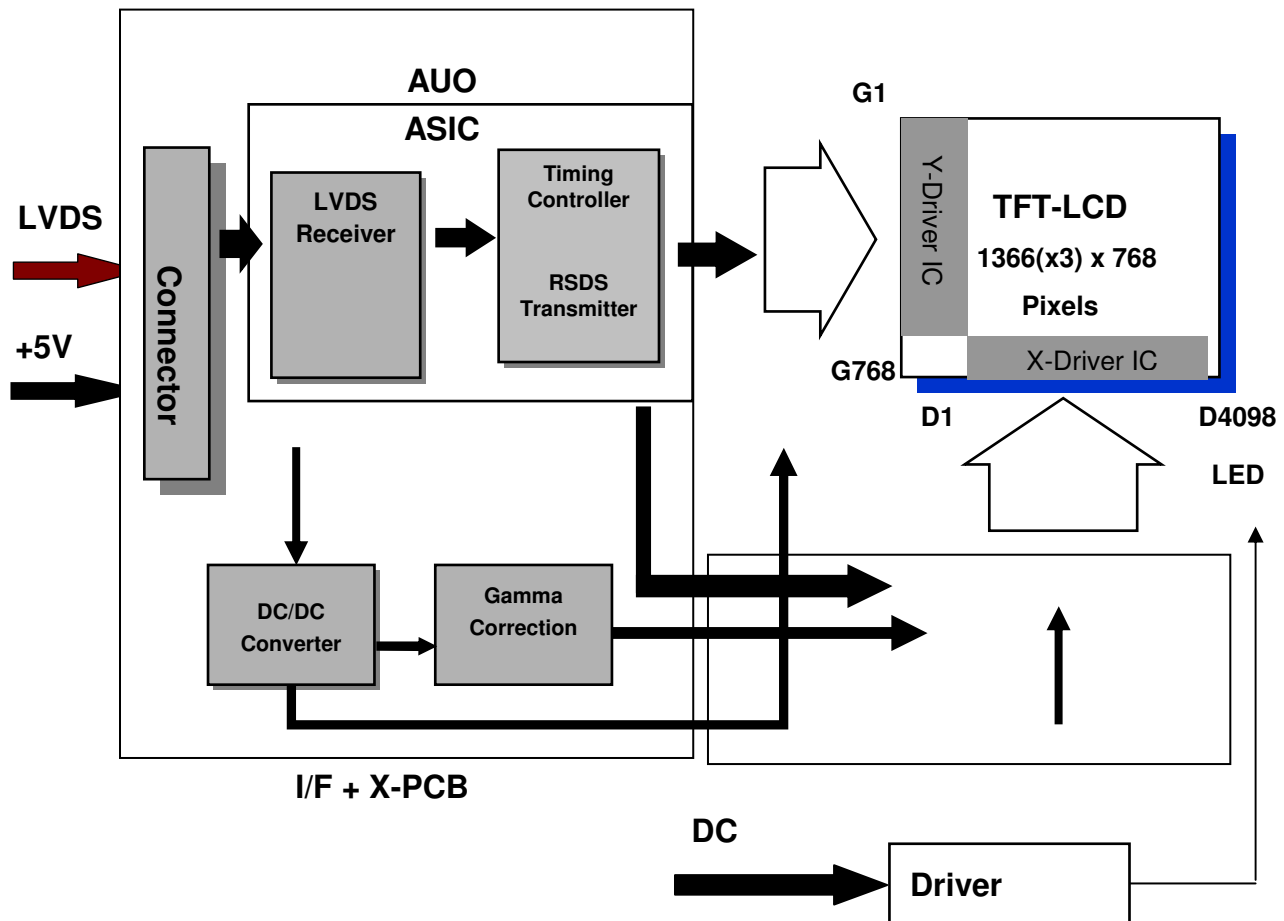 AUO
ASIC
LVDS
+5V
Connector
LVDS
Receiver
Timing
Controller
RSDS
Transmitter
G1
G768
Y-Driver IC
TFT-LCD
1366(x3) x 768
Pixels
X-Driver IC
D1
D4098
LED
DC/DC
Converter
Gamma
Correction
I/F + X-PCB
DC
Driver